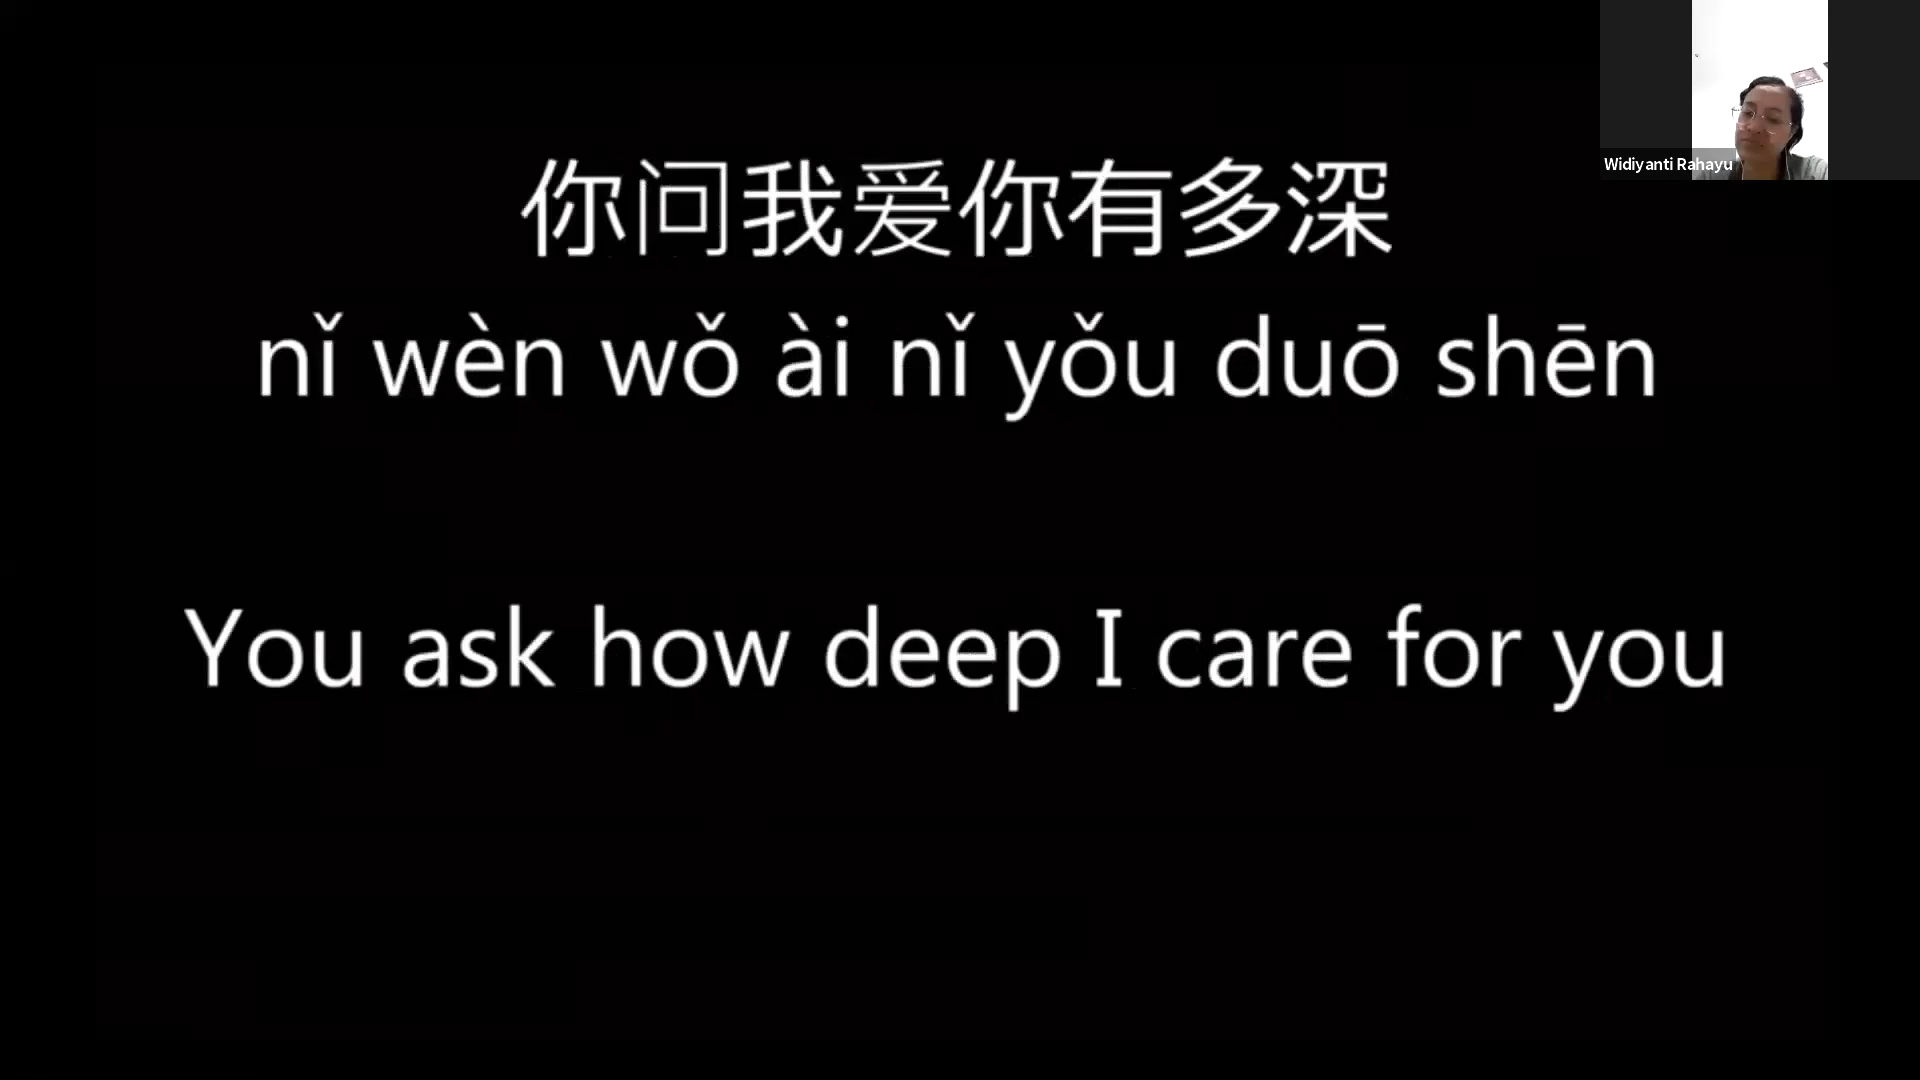 你问我爱你有多深
nǐ wèn wǒ ài nǐ yǒu duō shēn
You ask how deep I care for you
Widiyanti Rahayu